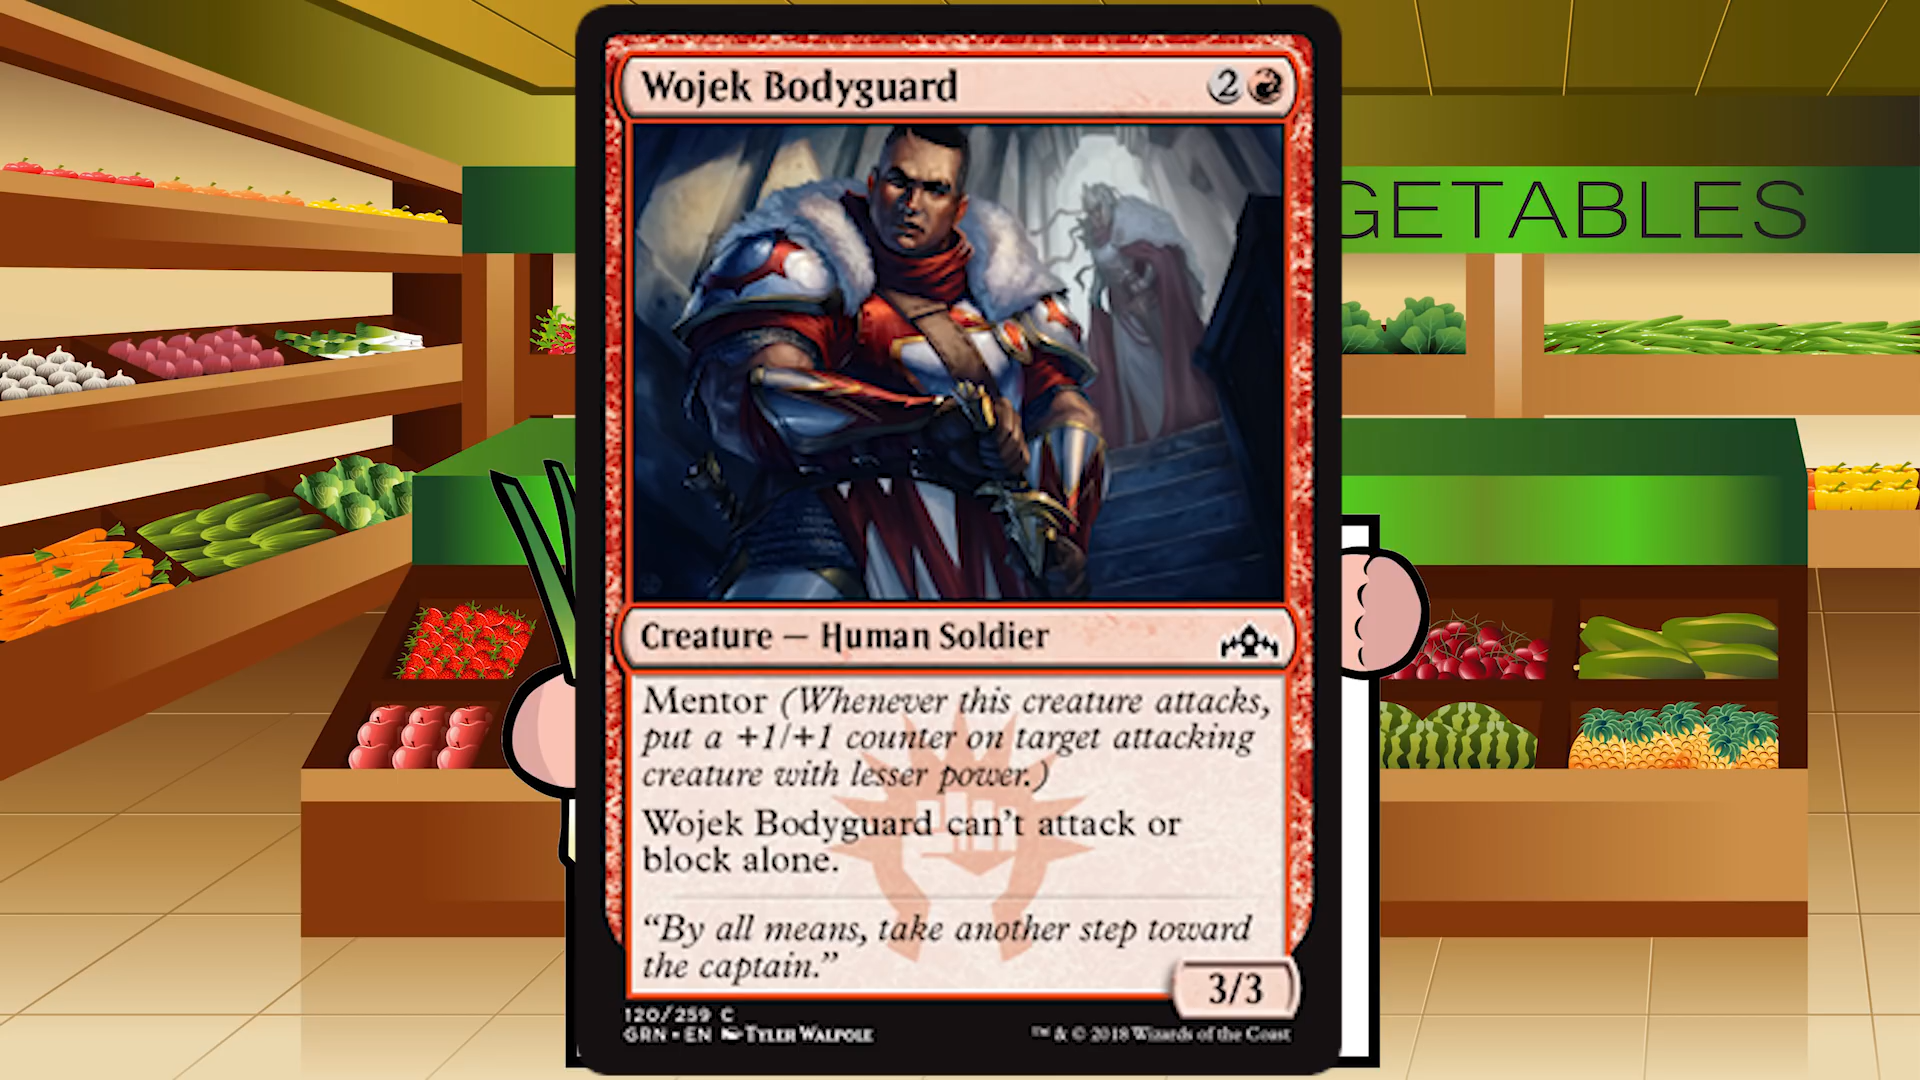 Wojek Bodyguard 2
GETABLES
Creature — Human Soldier
Mentor (Whenever this creature attacks,
put a +1/+1 counter on target attacking
creature with lesser power.)
Wojek Bodyguard can't attack or
block alone.
“By all means, take another step toward
the captain.”
3/3
120/259 C
GRN • EN TYLER WALPOLE
™ & © 2018 Wizards of the Coast